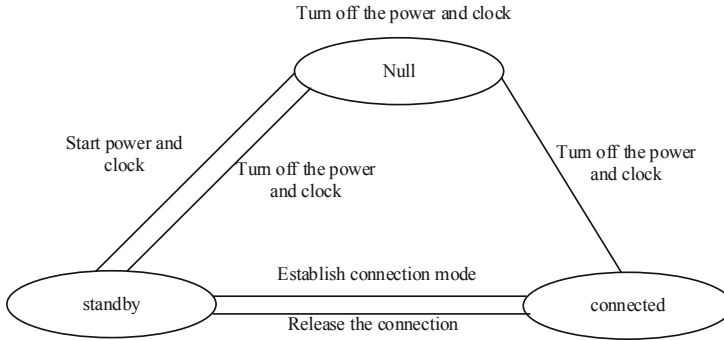 Turn off the power and clock
Null
Start power and
clock
Turn off the power
and clock
Turn off the power
and clock
Establish connection mode
standby
connected
Release the connection